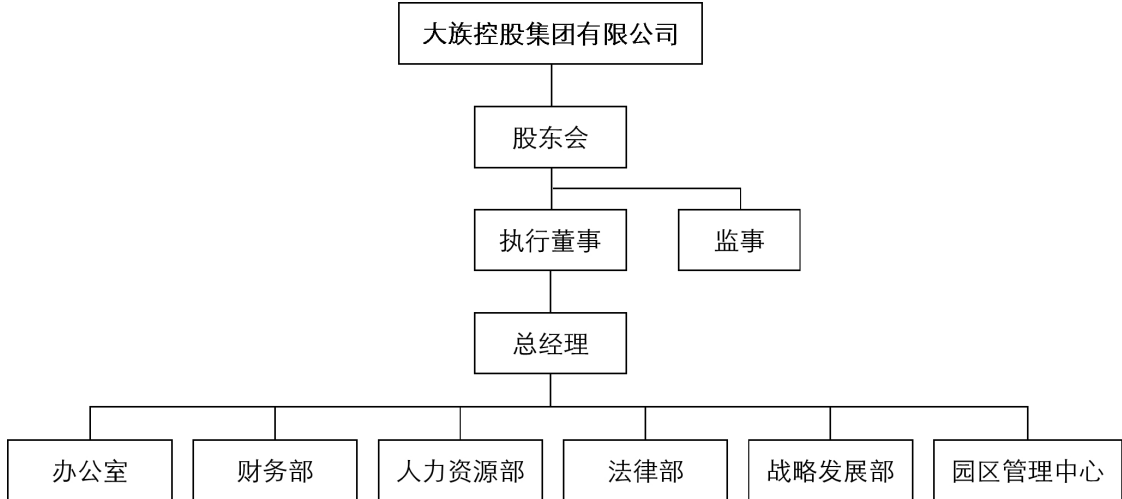 大族控股集团有限公司
股东会
执行董事
监事
总经理
办公室
财务部
人力资源部
法律部
战略发展部
园区管理中心